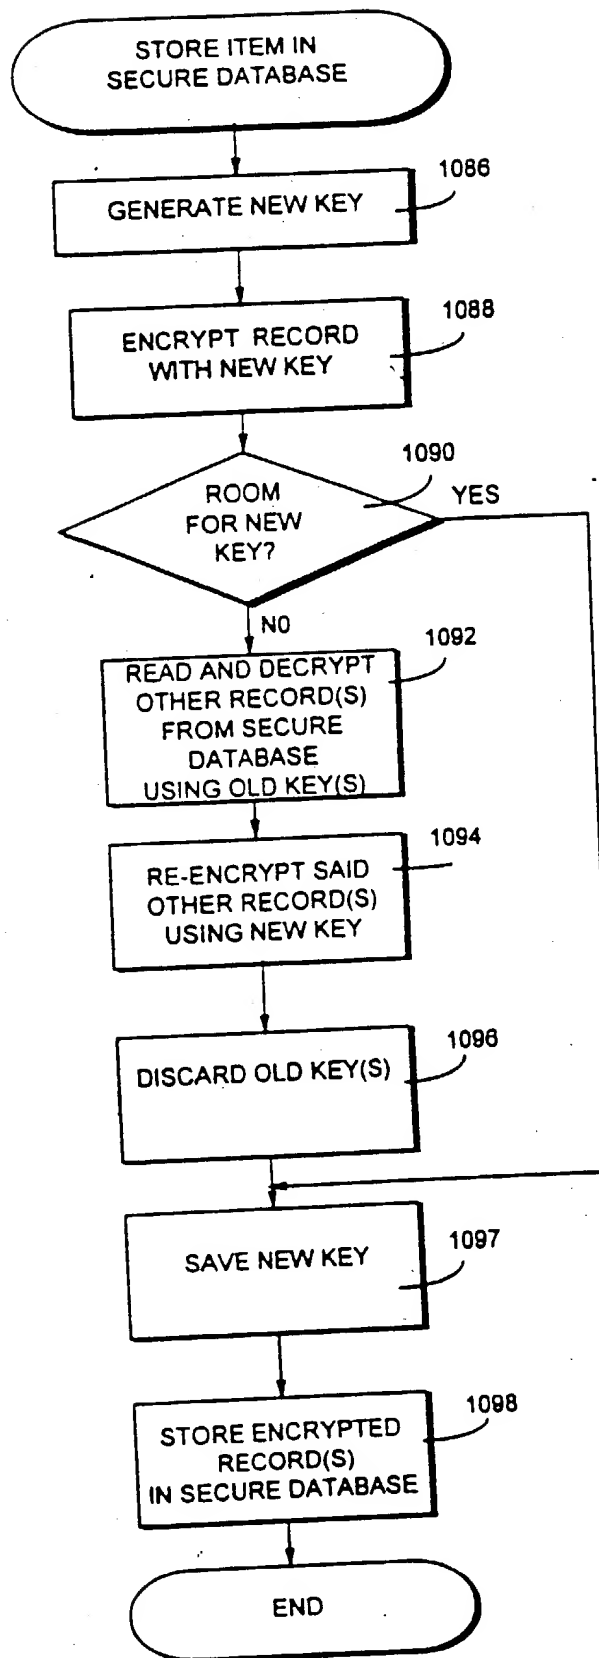 STORE ITEM IN
SECURE DATABASE
1086
GENERATE NEW KEY
1088
ENCRYPT RECORD
WITH NEW KEY
1090
ROOM
FOR NEW
KEY?
YES
NO
1092
READ AND DECRYPT
OTHER RECORD(S)
FROM SECURE
DATABASE
USING OLD KEY(S)
1094
RE-ENCRYPT SAID
OTHER RECORD(S)
USING NEW KEY
1096
DISCARD OLD KEY(S)
SAVE NEW KEY
1097
1098
STORE ENCRYPTED
RECORD(S)
IN SECURE DATABASE
END